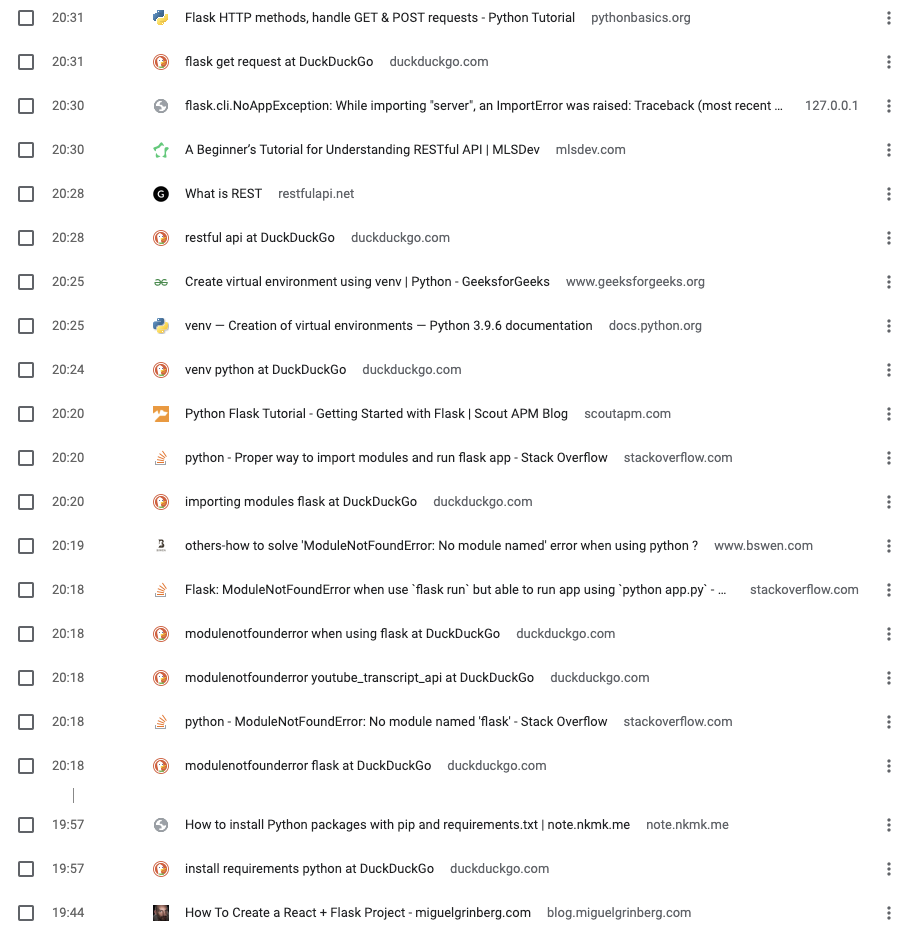 20:31 Flask HTTP methods, handle GET & POST requests - Python Tutorial pythonbasics.org
20:31 flask get request at DuckDuckGo duckduckgo.com
20:30 flask.cli.NoAppException: While importing "server", an ImportError was raised: Traceback (most recent ... 127.0.0.1
20:30 A Beginner’s Tutorial for Understanding RESTful API | MLSDev mlsdev.com
20:28 G What is REST restfulapi.net
20:28 restful api at DuckDuckGo duckduckgo.com
20:25 Create virtual environment using venv | Python - GeeksforGeeks www.geeksforgeeks.org
20:25 venv — Creation of virtual environments — Python 3.9.6 documentation docs.python.org
20:24 venv python at DuckDuckGo duckduckgo.com
20:20 Python Flask Tutorial - Getting Started with Flask | Scout APM Blog scoutapm.com
20:20 python - Proper way to import modules and run flask app - Stack Overflow stackoverflow.com
20:20 importing modules flask at DuckDuckGo duckduckgo.com
20:19 others-how to solve 'ModuleNotFoundError: No module named' error when using python ? www.bswen.com
20:18 Flask: ModuleNotFoundError when use `flask run` but able to run app using `python app.py` - ... stackoverflow.com
20:18 modulenotfounderror when using flask at DuckDuckGo duckduckgo.com
20:18 modulenotfounderror youtube_transcript_api at DuckDuckGo duckduckgo.com
20:18 python - ModuleNotFoundError: No module named 'flask' - Stack Overflow stackoverflow.com
20:18 modulenotfounderror flask at DuckDuckGo duckduckgo.com
19:57 How to install Python packages with pip and requirements.txt | note.nkmk.me note.nkmk.me
19:57 install requirements python at DuckDuckGo duckduckgo.com
19:44 How To Create a React + Flask Project - miguelgrinberg.com blog.miguelgrinberg.com